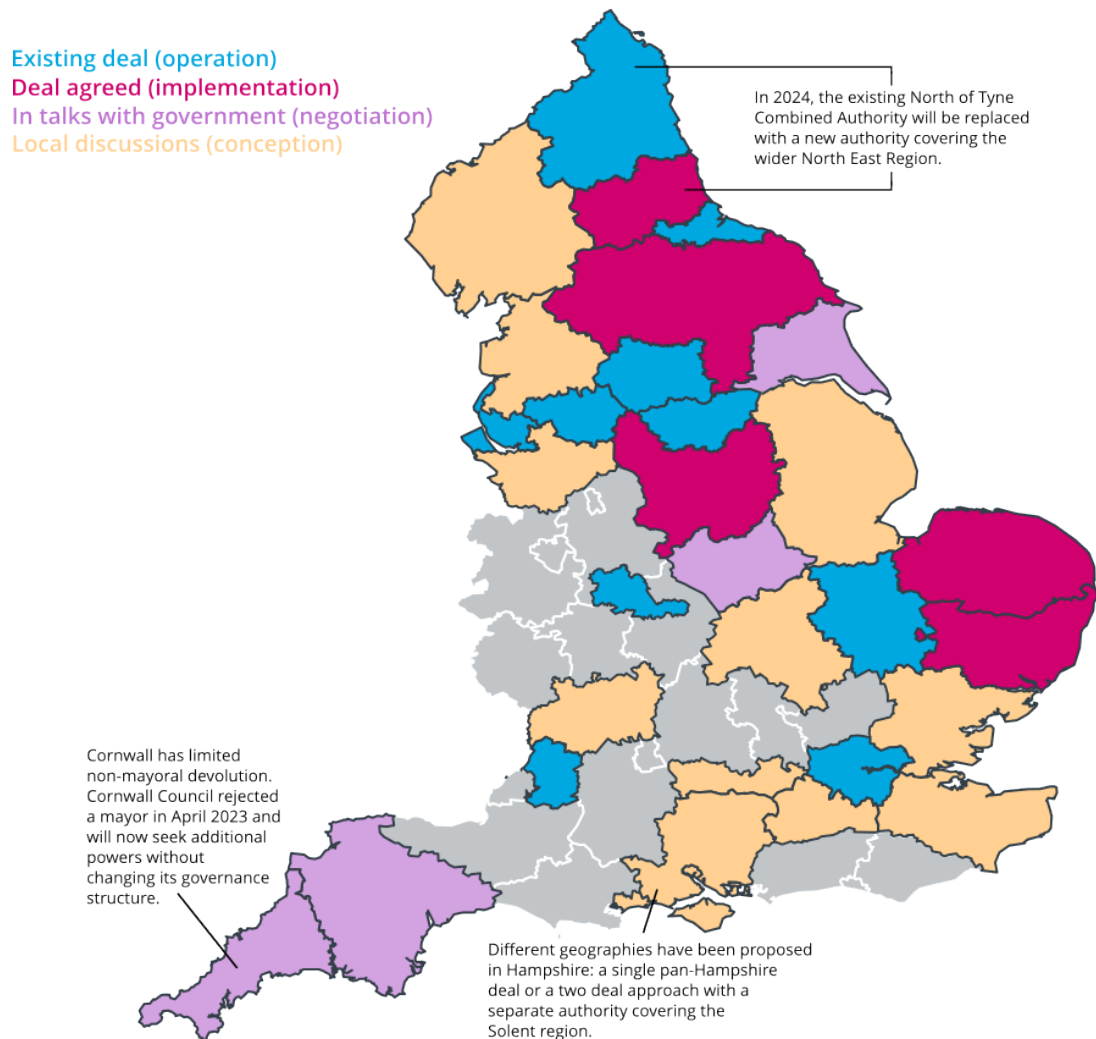 Existing deal (operation)
Deal agreed (implementation)
In talks with government (negotiation)
Local discussions (conception)
In 2024, the existing North of Tyne
Combined Authority will be replaced
with a new authority covering the
wider North East Region.
Cornwall has limited
non-mayoral devolution.
Cornwall Council rejected
a mayor in April 2023 and
will now seek additional
powers without
changing its governance
structure.
Different geographies have been proposed
in Hampshire: a single pan-Hampshire
deal or a two deal approach with a
separate authority covering the
Solent region.